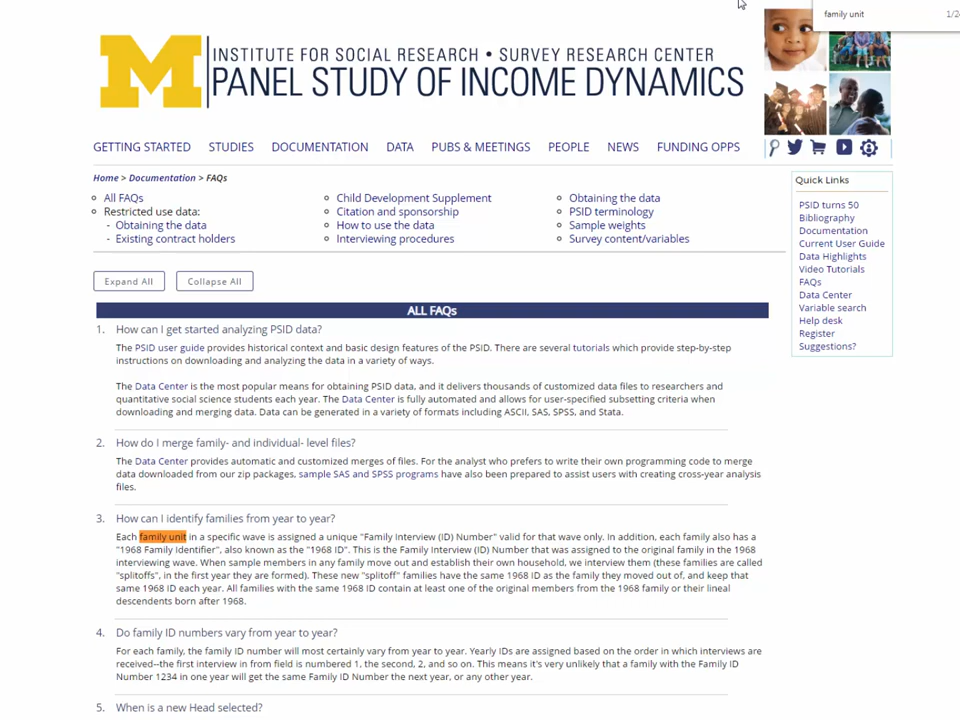 family unit
1/2
M
INSTITUTE FOR SOCIAL RESEARCH • SURVEY RESEARCH CENTER
PANEL STUDY OF INCOME DYNAMICS
GETTING STARTED STUDIES DOCUMENTATION DATA PUBS & MEETINGS PEOPLE NEWS FUNDING OPPS
Home > Documentation > FAQs
All FAQs
Restricted use data:
- Obtaining the data
- Existing contract holders
Child Development Supplement
Citation and sponsorship
How to use the data
Interviewing procedures
Obtaining the data
PSID terminology
Sample weights
Survey content/variables
Quick Links
PSID turns 50
Bibliography
Documentation
Current User Guide
Data Highlights
Video Tutorials
FAQs
Data Center
Variable search
Help desk
Register
Suggestions?
Expand All Collapse All
ALL FAQs
1. How can I get started analyzing PSID data?
The PSID user guide provides historical context and basic design features of the PSID. There are several tutorials which provide step-by-step
instructions on downloading and analyzing the data in a variety of ways.
The Data Center is the most popular means for obtaining PSID data, and it delivers thousands of customized data files to researchers and
quantitative social science students each year. The Data Center is fully automated and allows for user-specified subsetting criteria when
downloading and merging data. Data can be generated in a variety of formats including ASCII, SAS, SPSS, and Stata.
2. How do I merge family- and individual- level files?
The Data Center provides automatic and customized merges of files. For the analyst who prefers to write their own programming code to merge
data downloaded from our zip packages, sample SAS and SPSS programs have also been prepared to assist users with creating cross-year analysis
files.
3. How can I identify families from year to year?
Each family unit in a specific wave is assigned a unique "Family Interview (ID) Number" valid for that wave only. In addition, each family also has a
"1968 Family Identifier", also known as the "1968 ID". This is the Family Interview (ID) Number that was assigned to the original family in the 1968
interviewing wave. When sample members in any family move out and establish their own household, we interview them (these families are called
"splitoffs", in the first year they are formed). These new "splitoff" families have the same 1968 ID as the family they moved out of, and keep that
same 1968 ID each year. All families with the same 1968 ID contain at least one of the original members from the 1968 family or their lineal
descendents born after 1968.
4. Do family ID numbers vary from year to year?
For each family, the family ID number will most certainly vary from year to year. Yearly IDs are assigned based on the order in which interviews are
received--the first interview in from field is numbered 1, the second, 2, and so on. This means it's very unlikely that a family with the Family ID
Number 1234 in one year will get the same Family ID Number the next year, or any other year.
5. When is a new Head selected?